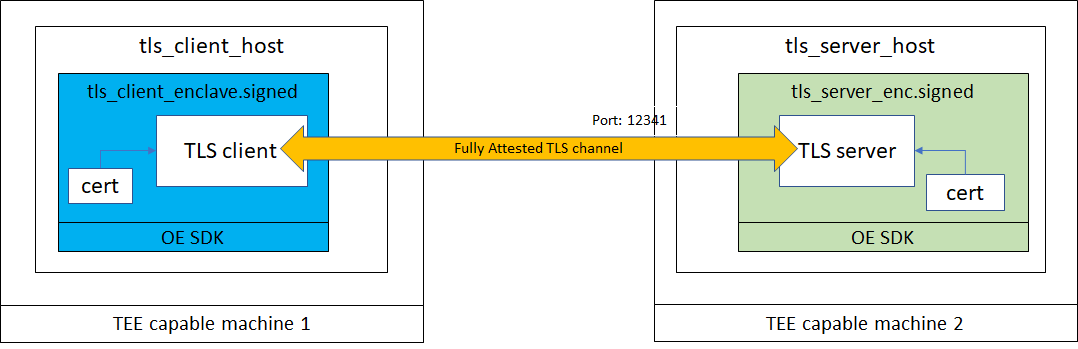 tls_client_host
tls_server_host
tls_client_enclave.signed
tls_server_enc.signed
Port: 12341
TLS client
Fully Attested TLS channel
TLS server
cert
cert
OE SDK
OE SDK
TEE capable machine 1
TEE capable machine 2